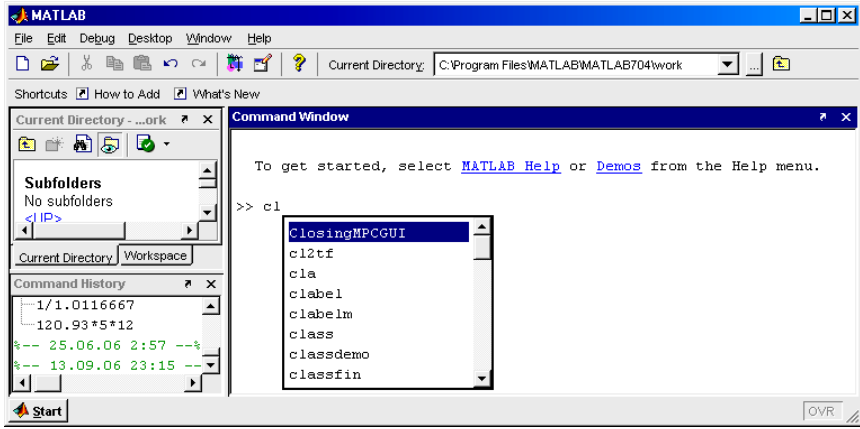 MATLAB
File Edit Debug Desktop Window Help
Current Directory: C:\Program Files\MATLAB\MATLAB704\work ...
Shortcuts How to Add What's New
Current Directory - ...ork
Subfolders
No subfolders
<UP>
Current Directory Workspace
Command History
1/1.0116667
120.93*5*12
%-- 25.06.06 2:57 --%
%-- 13.09.06 23:15 --
Command Window
To get started, select MATLAB Help or Demos from the Help menu.
>> cl
ClosingMPCGUI
cl2tf
cla
clabel
clabelm
class
classdemo
classfin
Start
OVR